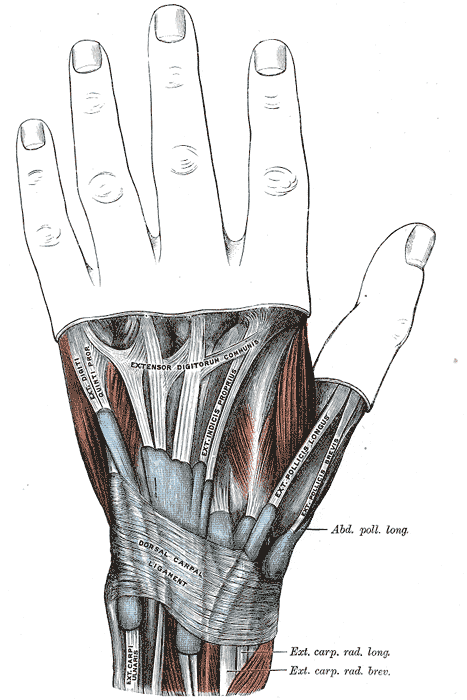 EXT. DIGITI
QUINTI PROP.
EXTENSOR DIGITORUM COMMUNIS
EXT. INDICIS PROPRIUS
EXT. POLLICIS LONGUS
EXT. POLLICIS BREVIS
Abd. poll. long.
DORSAL CARPAL
LIGAMENT
EXT. CARPI
ULNARIS
Ext. carp. rad. long.
Ext. carp. rad. brev.